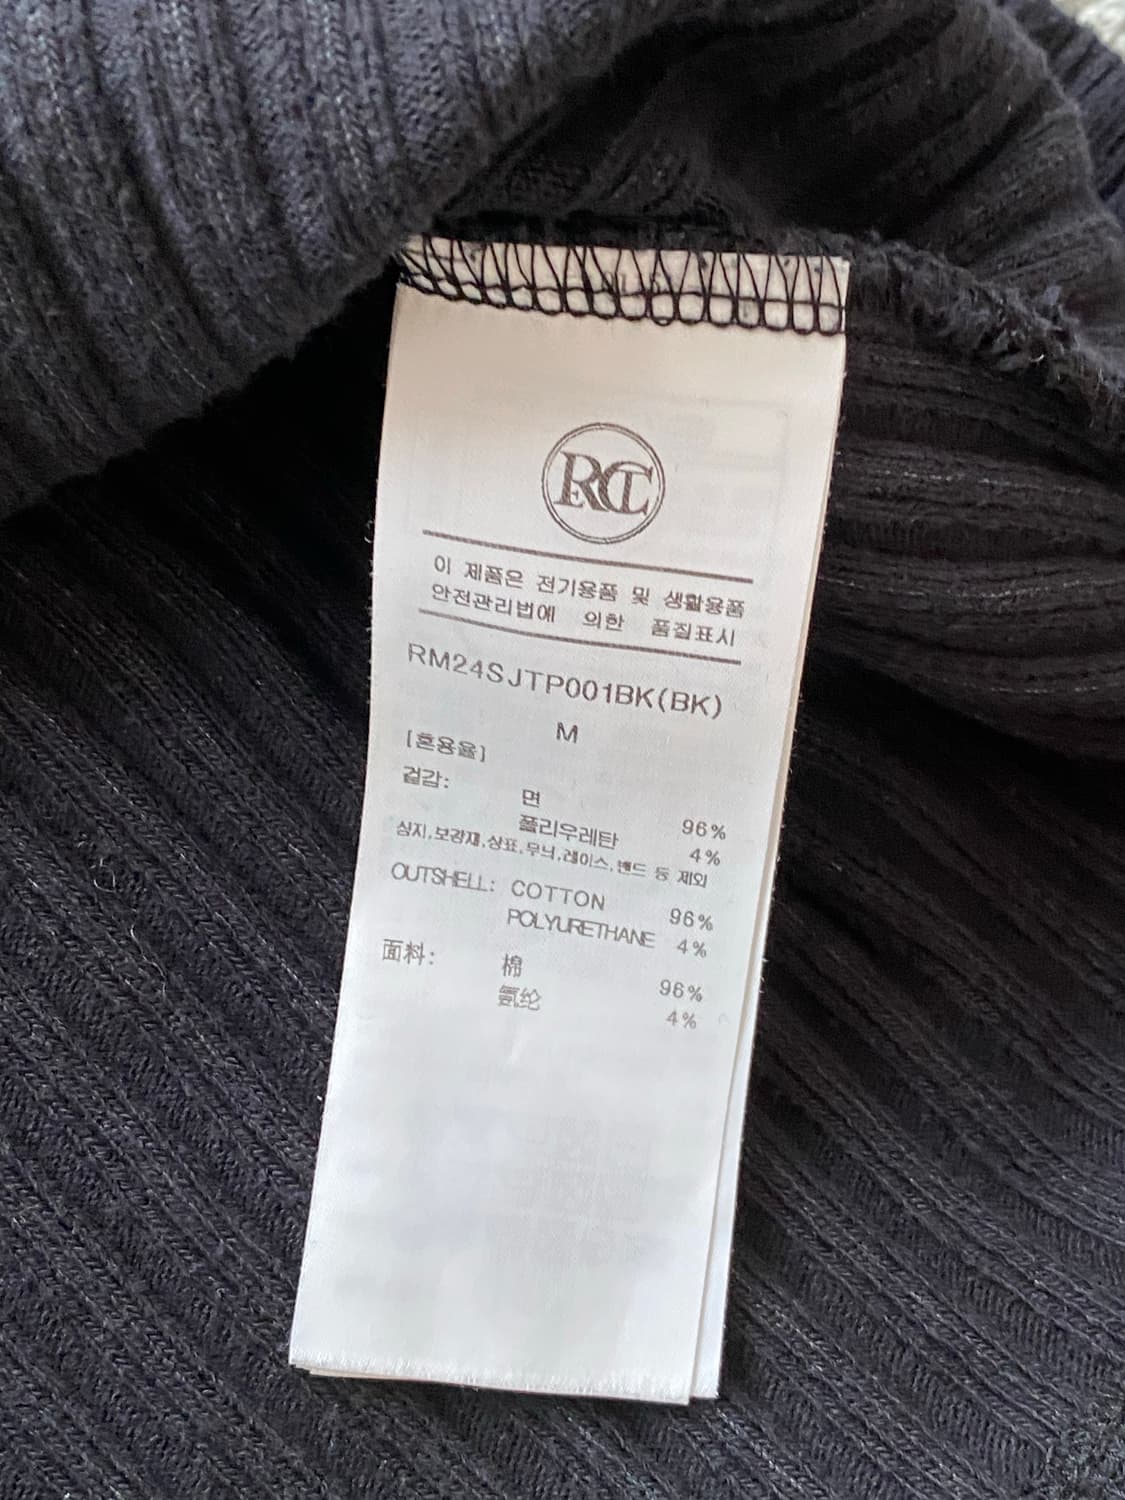 RCT
이 제품은 전기용품 및 생활용품
안전관리법에 의한 품질표시
RM24SJTP001BK(BK)
M
[혼용율]
겉감: 면 96%
폴리우레탄 4%
심지,보강재,상표,무늬,레이스,밴드 등 제외
OUTSHELL: COTTON 96%
POLYURETHANE 4%
面料: 棉 96%
氨纶 4%